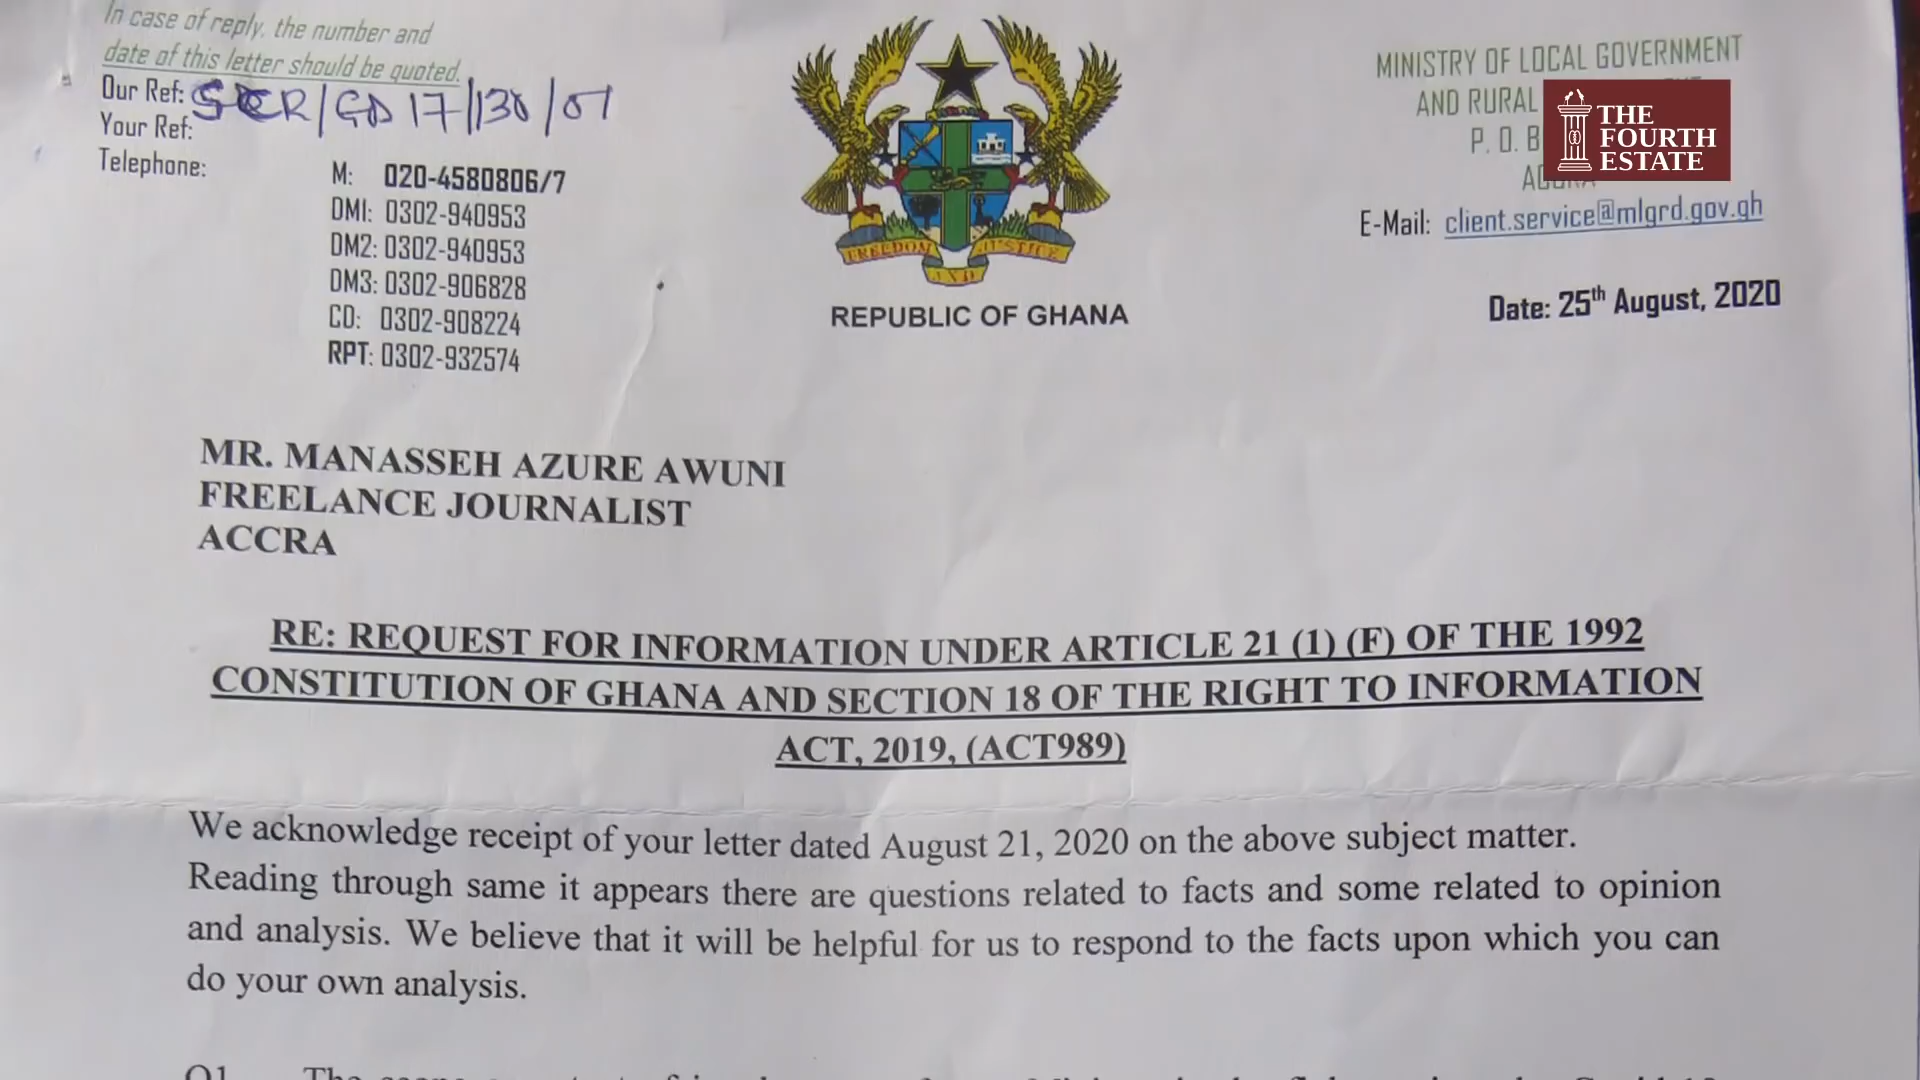 In case of reply, the number and
date of this letter should be quoted.
Our Ref:
Your Ref:
Telephone:
M: 020-4580806/7
DM1: 0302-940953
DM2: 0302-940953
DM3: 0302-906828
CD: 0302-908224
RPT: 0302-932574
FREEDOM AND JUSTICE
REPUBLIC OF GHANA
MINISTRY OF LOCAL GOVERNMENT
AND RURAL
P. O. B
THE
FOURTH
ESTATE
E-Mail: client.service@mlgrd.gov.gh
Date: 25th August, 2020
MR. MANASSEH AZURE AWUNI
FREELANCE JOURNALIST
ACCRA
RE: REQUEST FOR INFORMATION UNDER ARTICLE 21 (1) (F) OF THE 1992
CONSTITUTION OF GHANA AND SECTION 18 OF THE RIGHT TO INFORMATION
ACT, 2019, (ACT989)
We acknowledge receipt of your letter dated August 21, 2020 on the above subject matter.
Reading through same it appears there are questions related to facts and some related to opinion
and analysis. We believe that it will be helpful for us to respond to the facts upon which you can
do your own analysis.